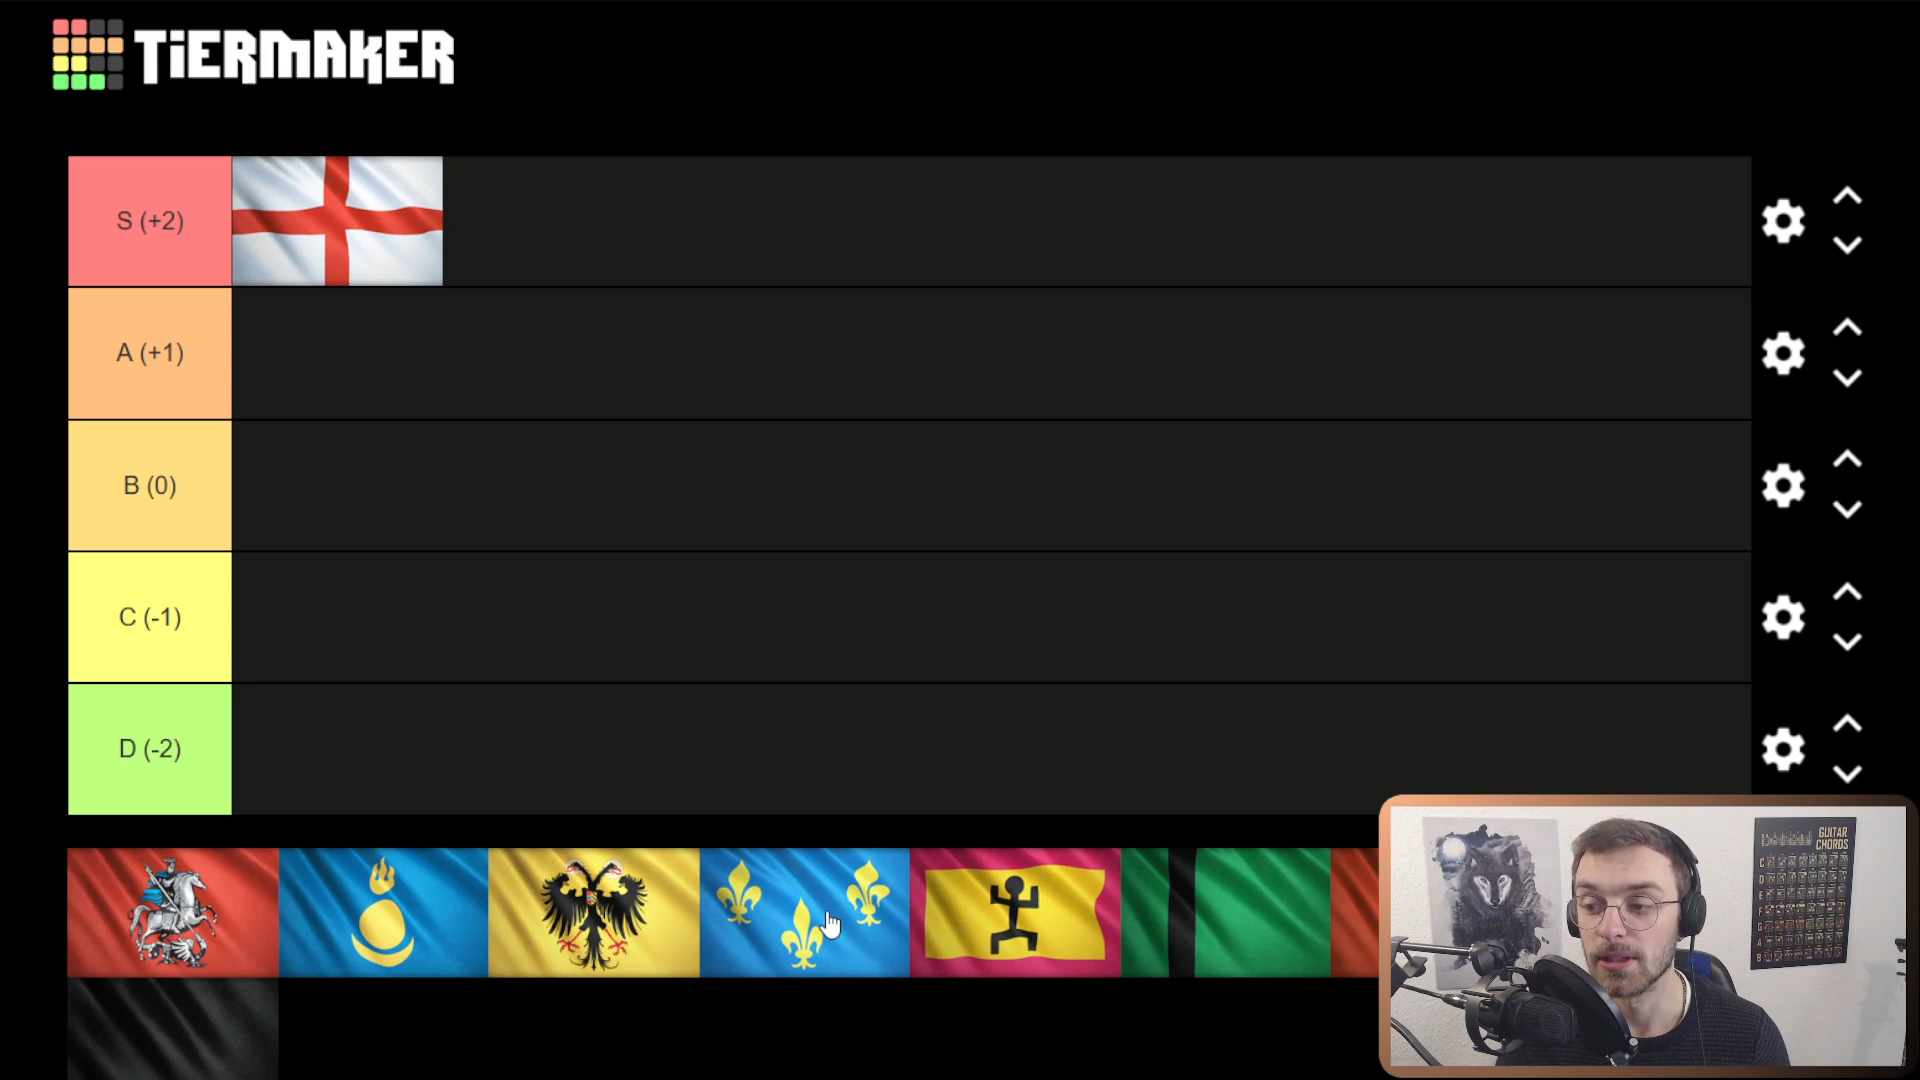 TiERMAKER
S (+2)
A (+1)
B (0)
C (-1)
D (-2)
GUITAR
CHORDS
C
D
E
F
G
A
B